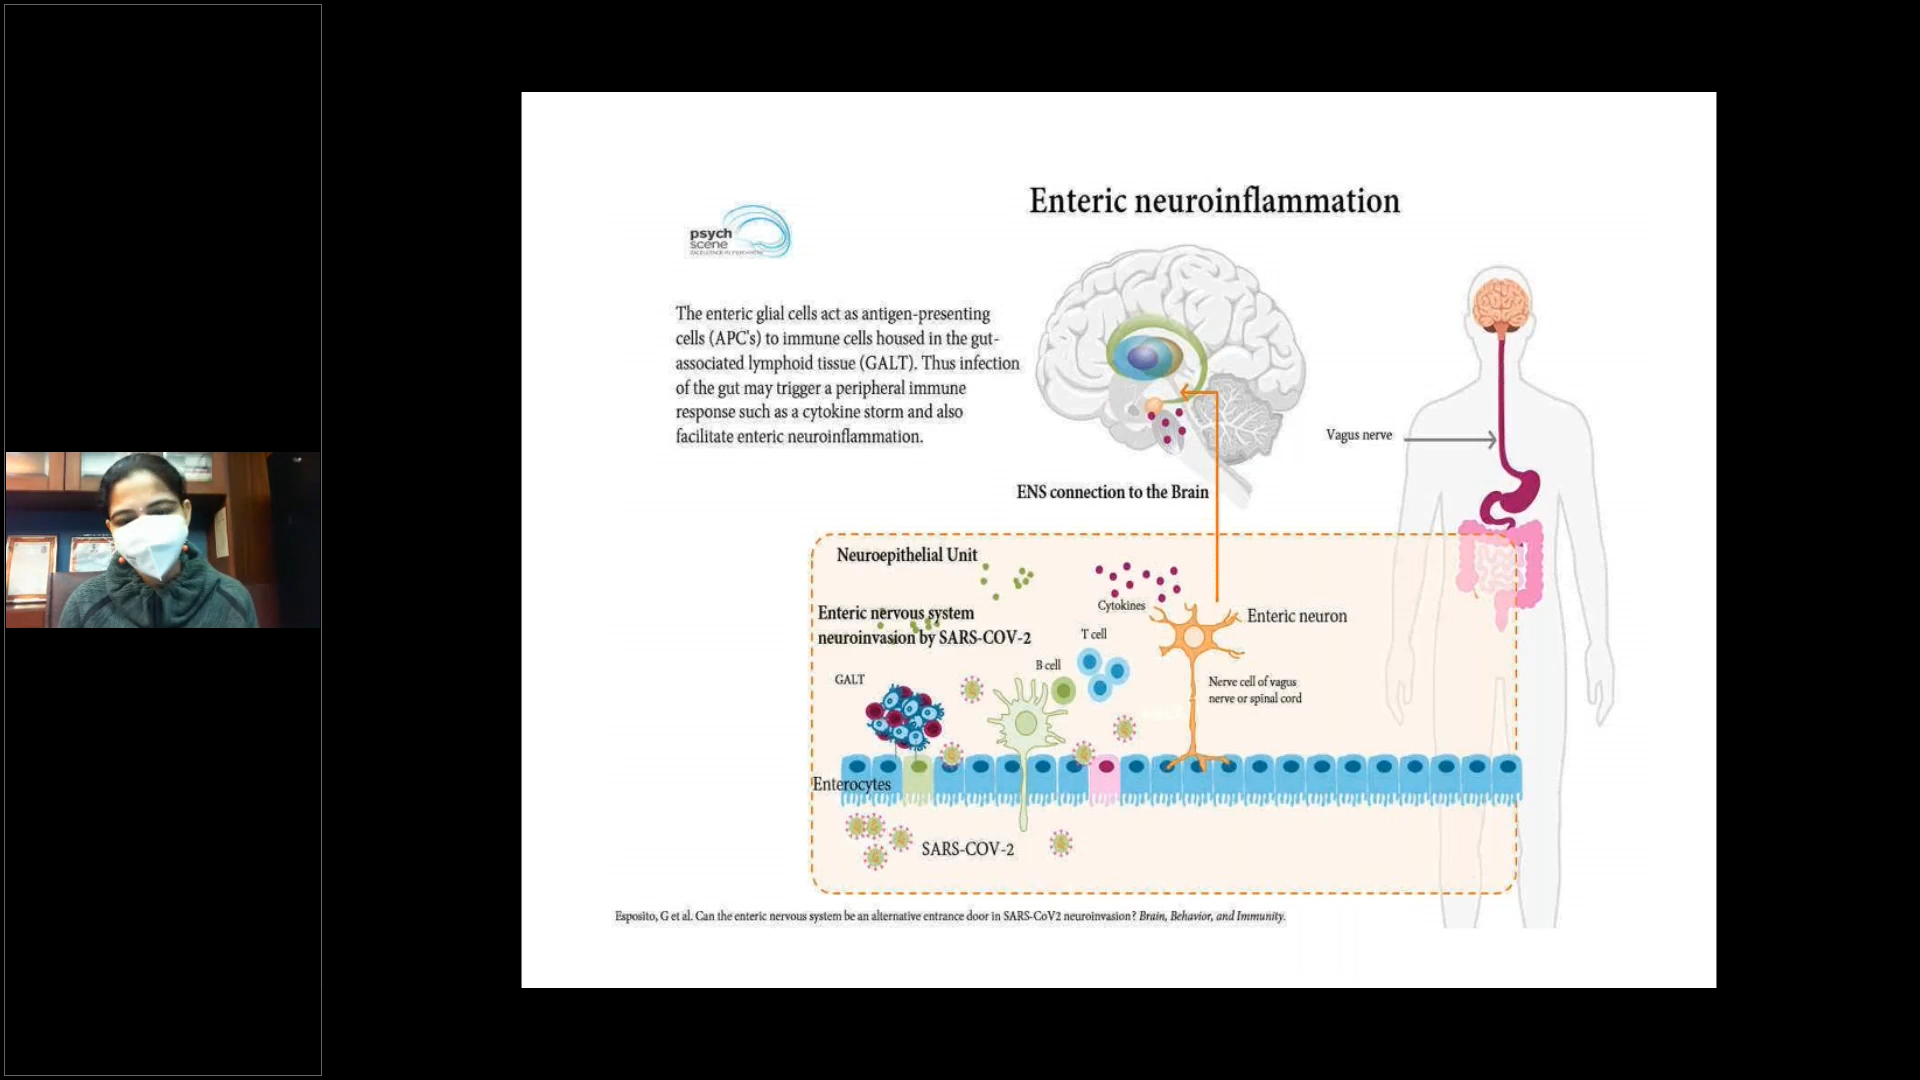 Enteric neuroinflammation
psych
scene
The enteric glial cells act as antigen-presenting
cells (APC's) to immune cells housed in the gut-
associated lymphoid tissue (GALT). Thus infection
of the gut may trigger a peripheral immune
response such as a cytokine storm and also
facilitate enteric neuroinflammation.
Vagus nerve
ENS connection to the Brain
Neuroepithelial Unit
Cytokines
Enteric nervous system
neuroinvasion by SARS-COV-2
Enteric neuron
T cell
B cell
GALT
Nerve cell of vagus
nerve or spinal cord
Enterocytes
SARS-COV-2
Esposito, G et al. Can the enteric nervous system be an alternative entrance door in SARS-CoV2 neuroinvasion? Brain, Behavior, and Immunity.